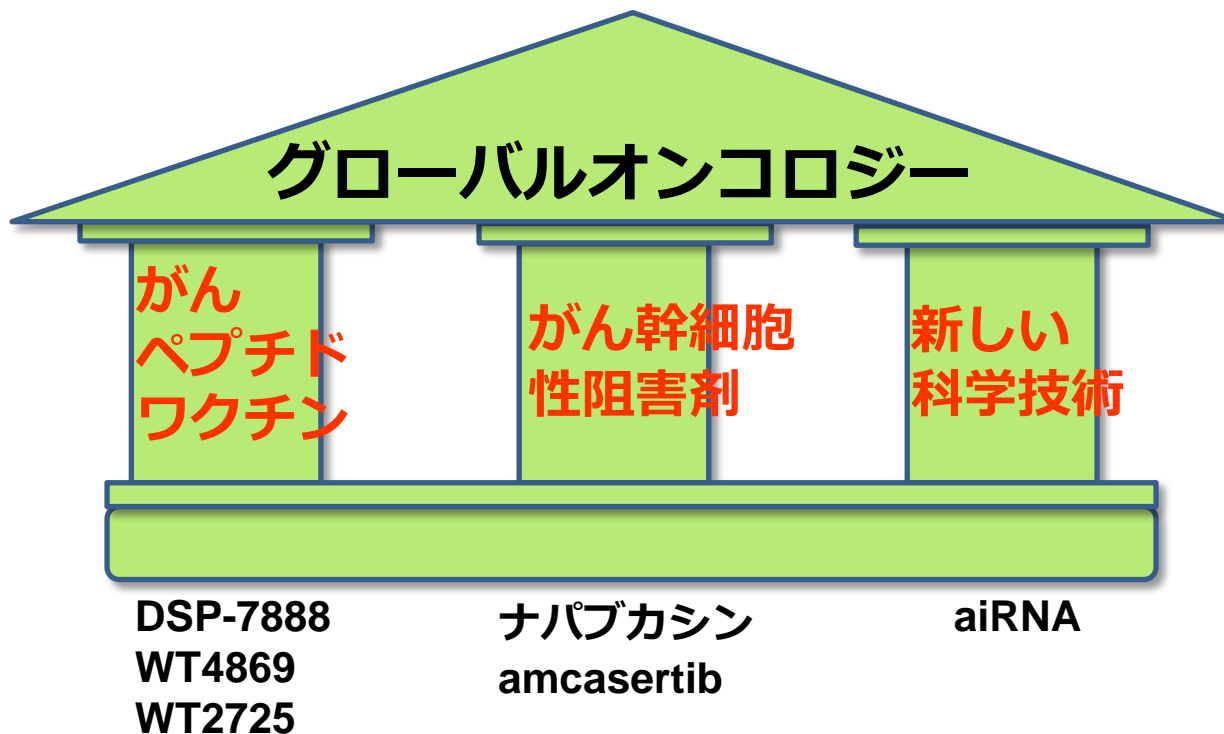 グローバルオンコロジー
がん
ペプチド
ワクチン
がん幹細胞
性阻害剤
新しい
科学技術
DSP-7888
WT4869
WT2725
ナパブカシン
amcasertib
aiRNA